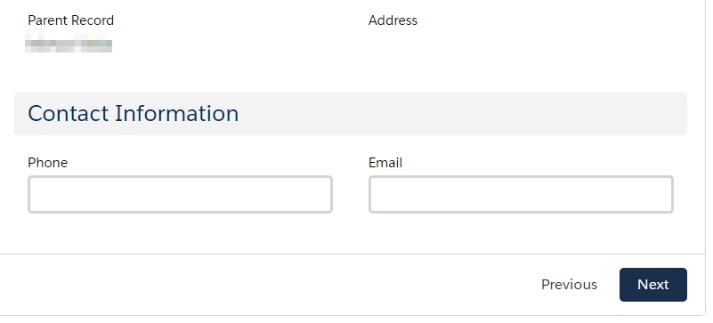 Parent Record
Address
Contact Information
Phone
Email
Previous
Next